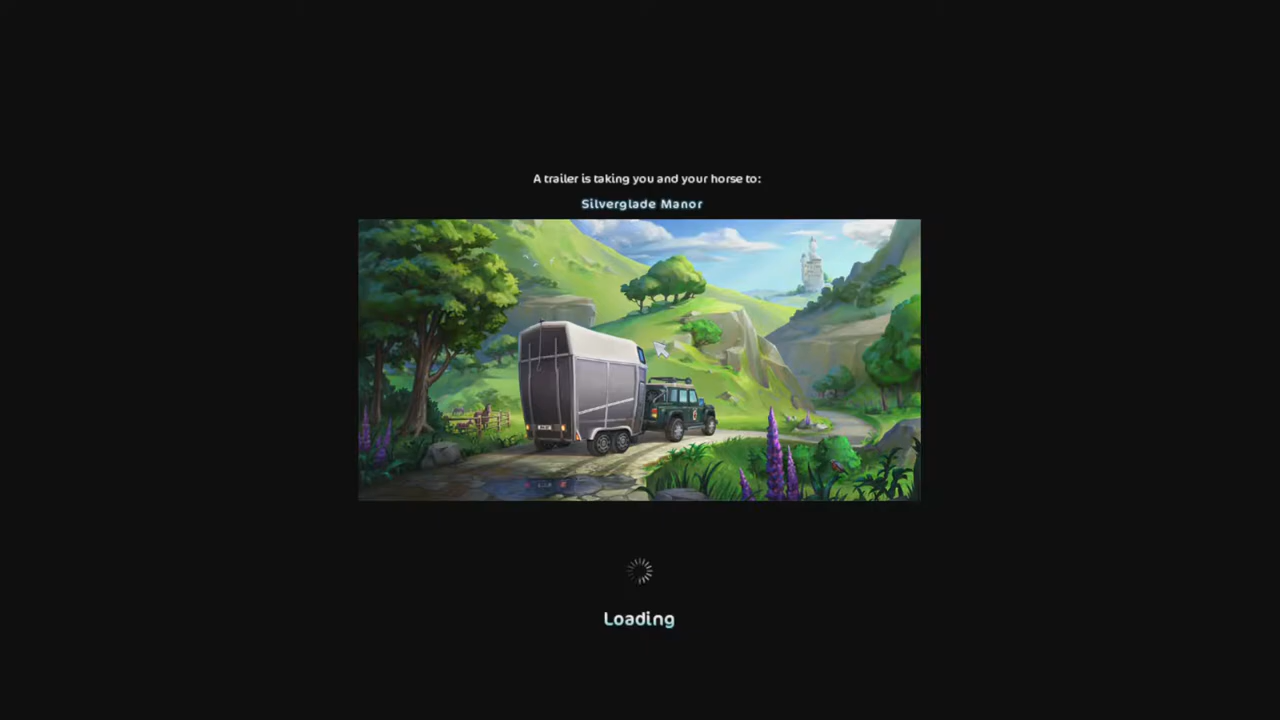 A trailer is taking you and your horse to:
Silverglade Manor
Loading